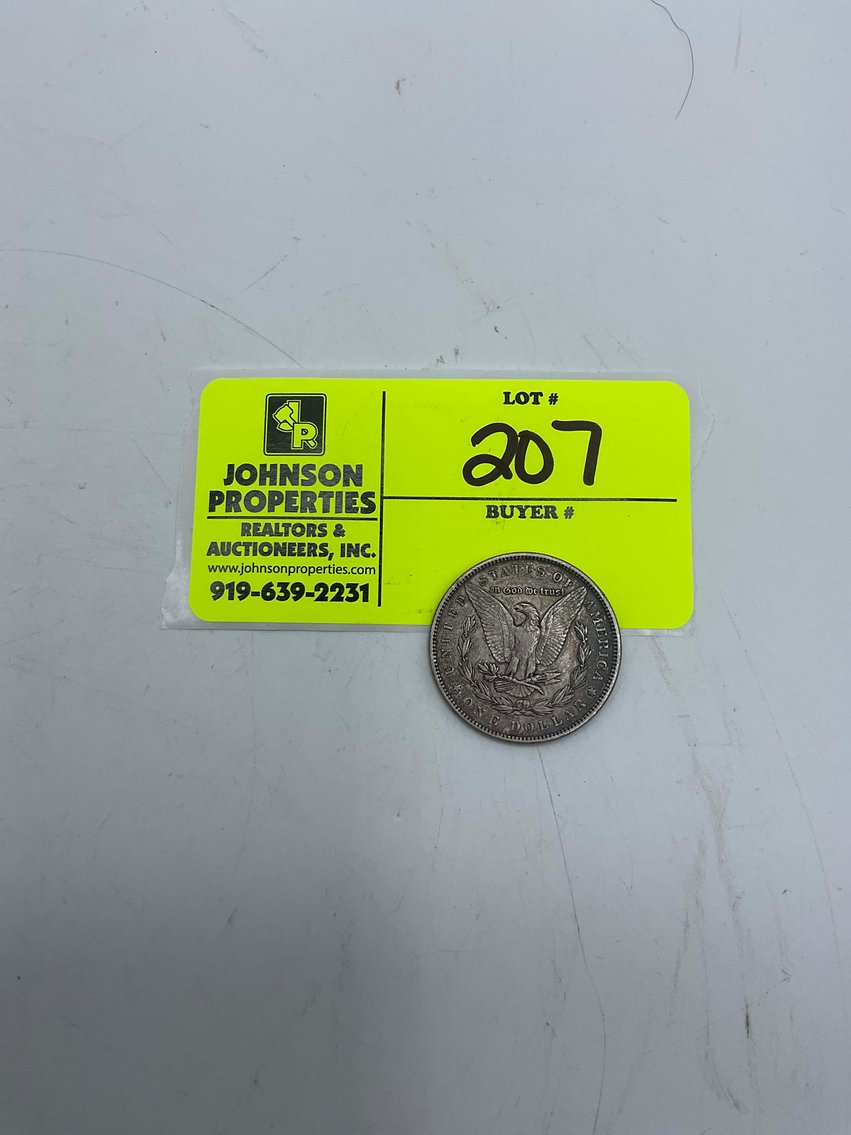 JR
JOHNSON
PROPERTIES
REALTORS &
AUCTIONEERS, INC.
www.johnsonproperties.com
919-639-2231
LOT #
207
BUYER #
UNITED STATES OF AMERICA
In God We trust
ONE DOLLAR